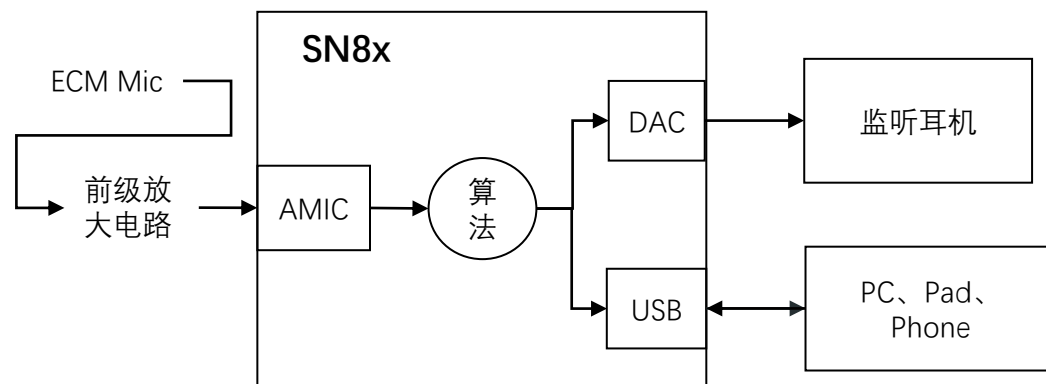 SN8x
ECM Mic
前级放
大电路
AMIC
算
法
DAC
监听耳机
USB
PC、Pad、
Phone